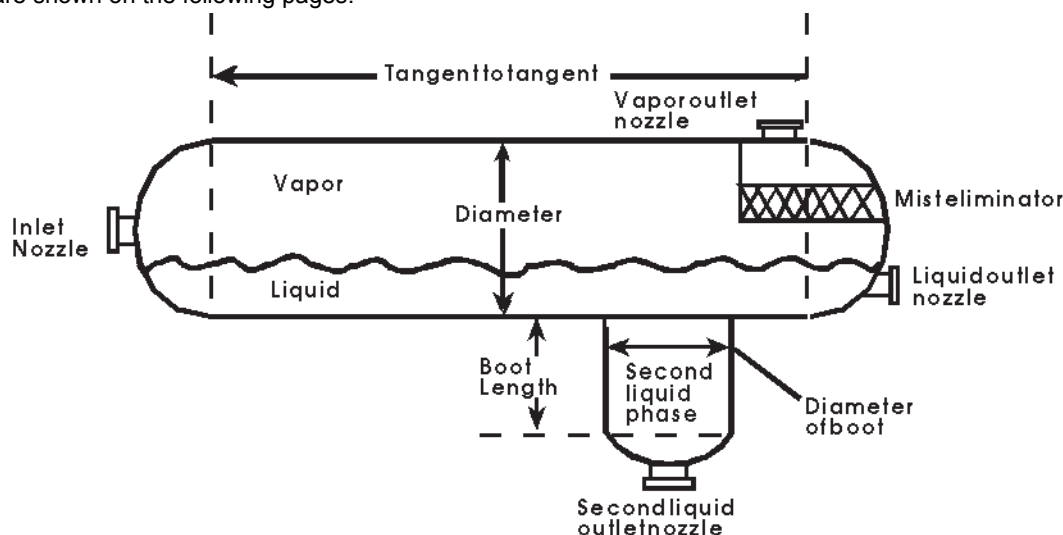 are shown on the following pages.
Tangenttotangent
Vaporoutlet
nozzle
Vapor
Diameter
Misteliminator
Inlet
Nozzle
Liquid
Liquidoutlet
nozzle
Boot
Length
Second
liquid
phase
Diameter
ofboot
Secondliquid
outletnozzle